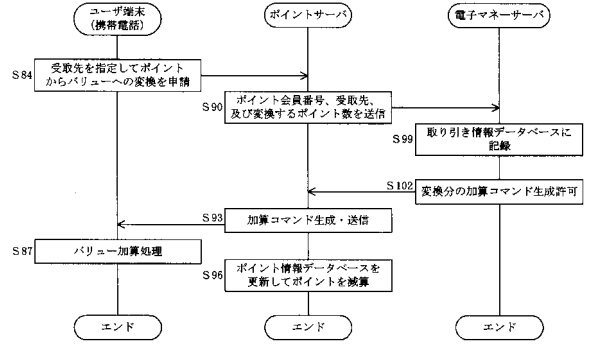 ユーザ端末
(携帯電話)
ポイントサーバ
電子マネーサーバ
S84
受取先を指定してポイント
からバリューへの変換を申請
S90
ポイント会員番号、受取先、
及び変換するポイント数を送信
S99
取り引き情報データベースに
記録
S102
変換分の加算コマンド生成許可
S93
加算コマンド生成・送信
S87
バリュー加算処理
S96
ポイント情報データベースを
更新してポイントを減算
エンド
エンド
エンド